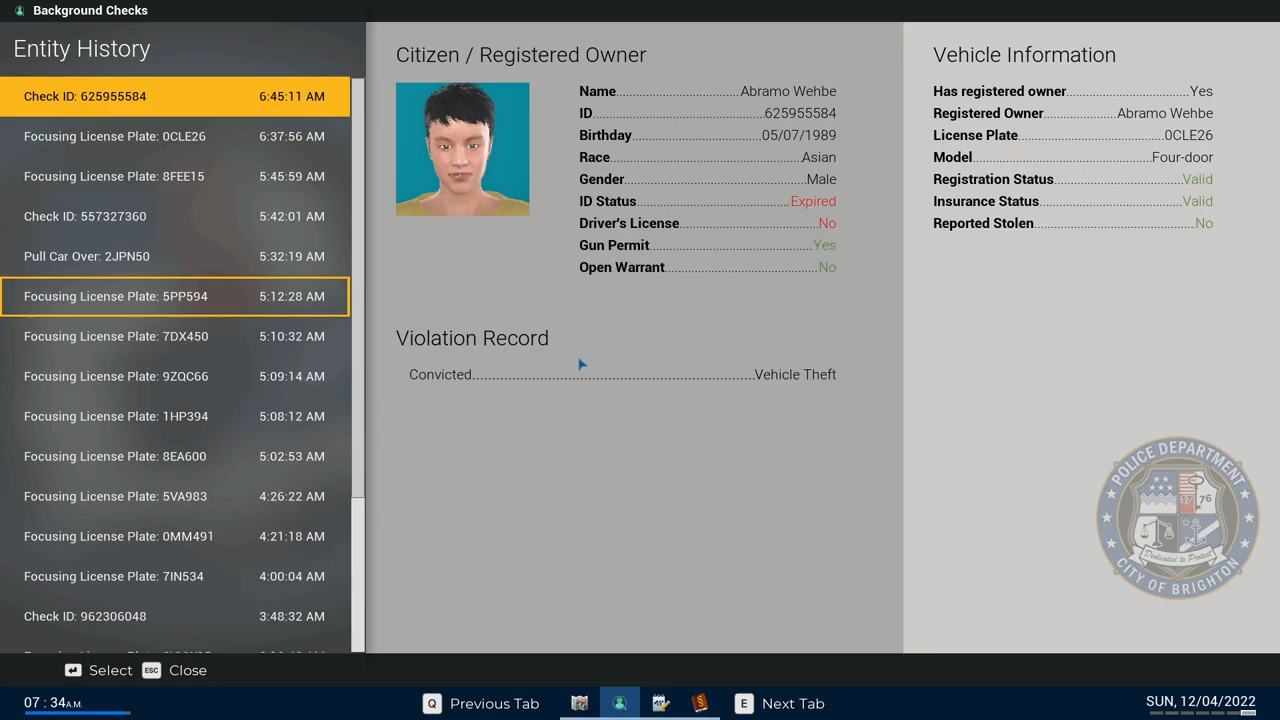 Background Checks
Entity History
Check ID: 625955584 6:45:11 AM
Focusing License Plate: 0CLE26 6:37:56 AM
Focusing License Plate: 8FEE15 5:45:59 AM
Check ID: 557327360 5:42:01 AM
Pull Car Over: 2JPN50 5:32:19 AM
Focusing License Plate: 5PP594 5:12:28 AM
Focusing License Plate: 7DX450 5:10:32 AM
Focusing License Plate: 9ZQC66 5:09:14 AM
Focusing License Plate: 1HP394 5:08:12 AM
Focusing License Plate: 8EA600 5:02:53 AM
Focusing License Plate: 5VA983 4:26:22 AM
Focusing License Plate: 0MM491 4:21:18 AM
Focusing License Plate: 7IN534 4:00:04 AM
Check ID: 962306048 3:48:32 AM
Citizen / Registered Owner
Name Abramo Wehbe
ID 625955584
Birthday 05/07/1989
Race Asian
Gender Male
ID Status Expired
Driver's License No
Gun Permit Yes
Open Warrant No
Violation Record
Convicted Vehicle Theft
Vehicle Information
Has registered owner Yes
Registered Owner Abramo Wehbe
License Plate 0CLE26
Model Four-door
Registration Status Valid
Insurance Status Valid
Reported Stolen No
POLICE DEPARTMENT
1776
Dedicated to Protect
CITY OF BRIGHTON
Select ESC Close
07 : 34 A.M.
Q Previous Tab E Next Tab
SUN, 12/04/2022